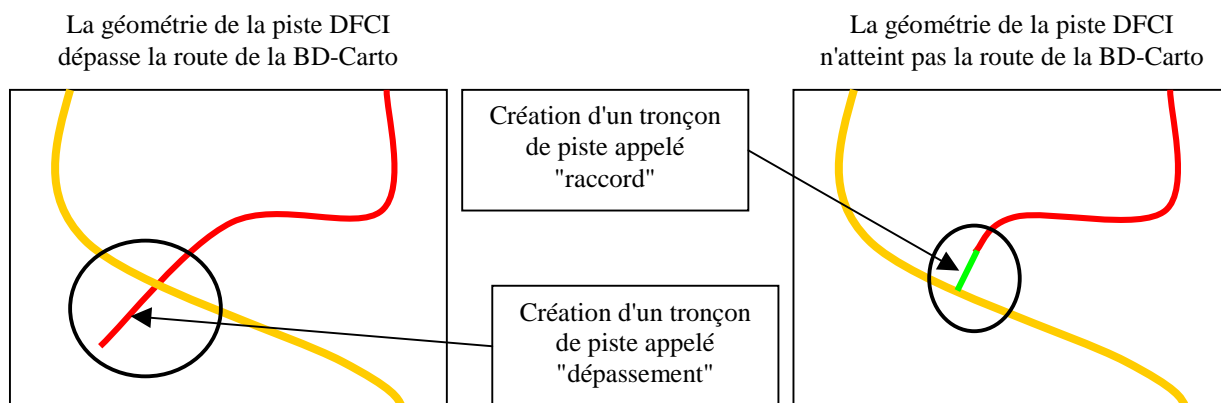 La géométrie de la piste DFCI
dépasse la route de la BD-Carto
La géométrie de la piste DFCI
n'atteint pas la route de la BD-Carto
Création d'un tronçon
de piste appelé
"raccord"
Création d'un tronçon
de piste appelé
"dépassement"